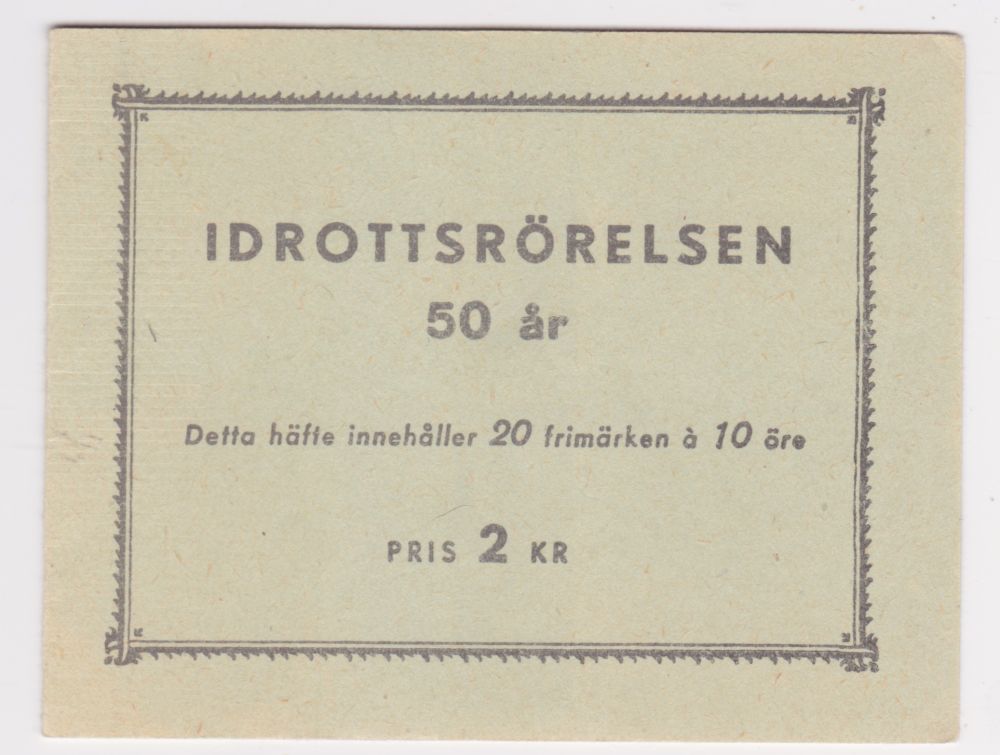 IDROTTSRÖRELSEN
50 år
Detta häfte innehåller 20 frimärken à 10 öre
PRIS 2 KR